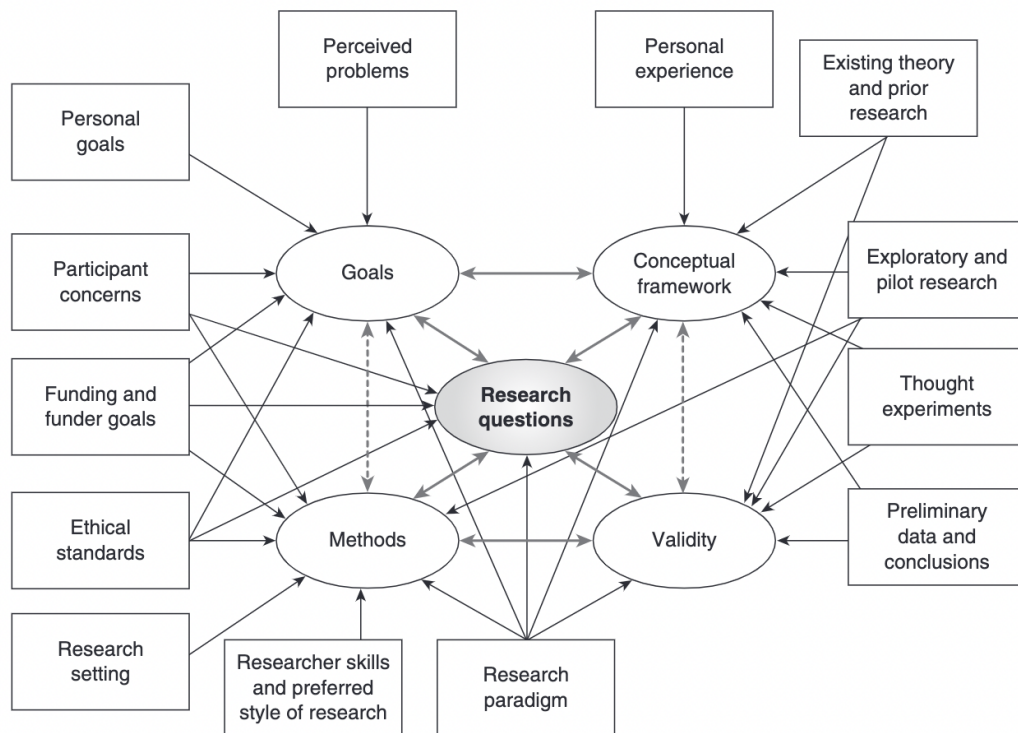 Perceived
problems
Personal
experience
Existing theory
and prior
research
Personal
goals
Participant
concerns
Goals
Conceptual
framework
Exploratory and
pilot research
Funding and
funder goals
Research
questions
Thought
experiments
Ethical
standards
Methods
Validity
Preliminary
data and
conclusions
Research
setting
Researcher skills
and preferred
style of research
Research
paradigm